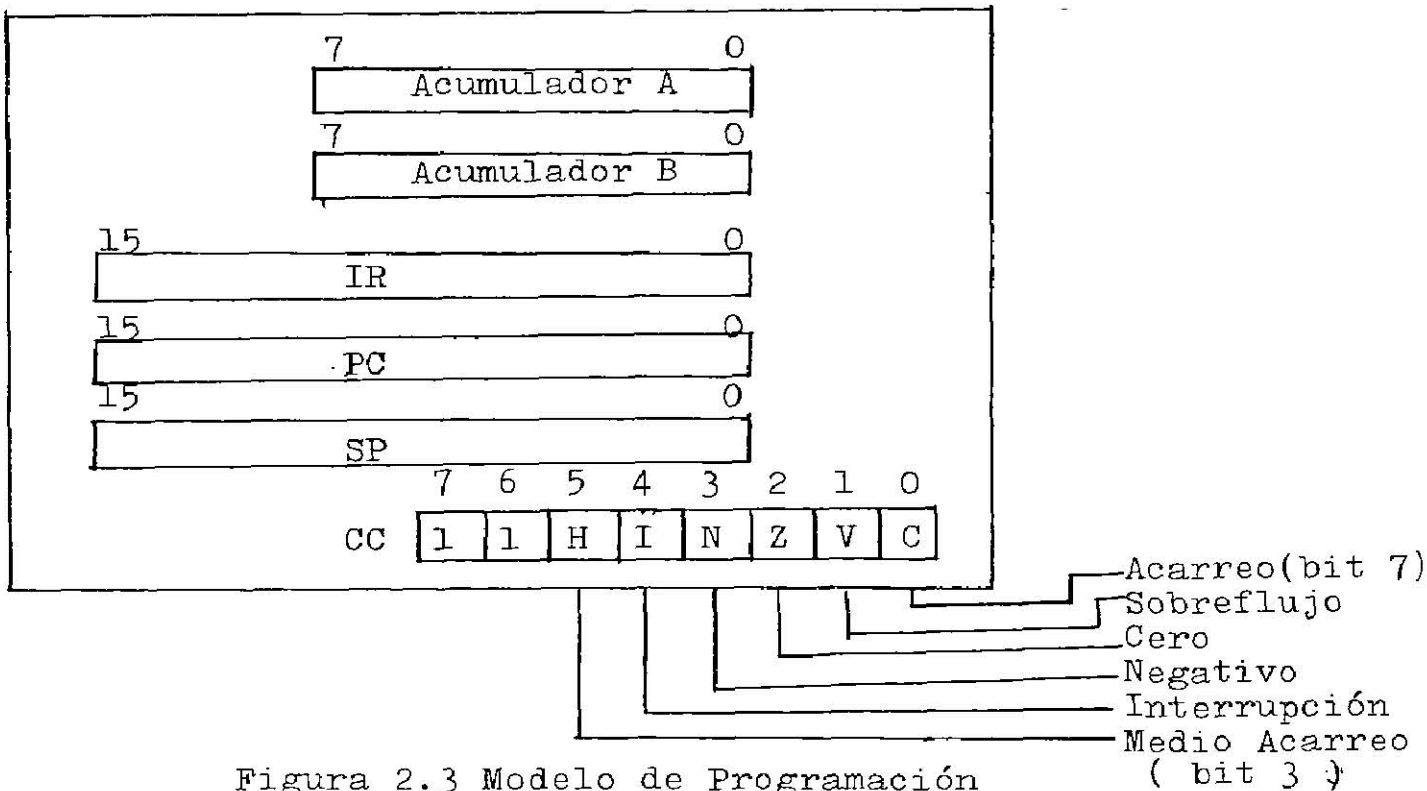 7 0
Acumulador A
7 0
Acumulador B
15 0
IR
15 0
PC
15 0
SP
7 6 5 4 3 2 1 0
CC 1 1 H I N Z V C
Acarreo(bit 7)
Sobreflujo
Cero
Negativo
Interrupción
Medio Acarreo
( bit 3 )
Figura 2.3 Modelo de Programación